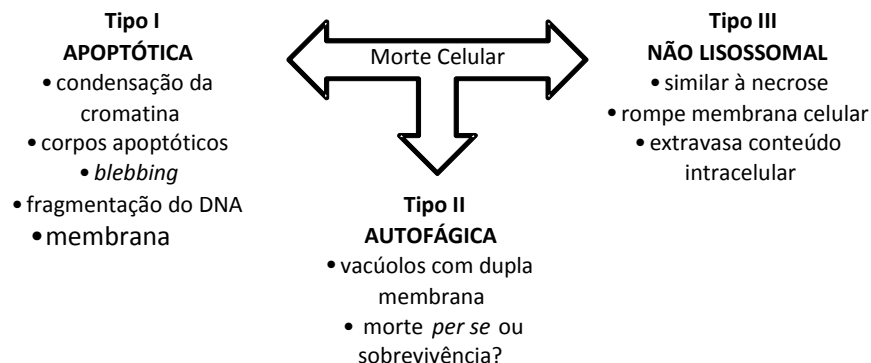 Tipo I
APOPTÓTICA
• condensação da
cromatina
• corpos apoptóticos
• blebbing
• fragmentação do DNA
• membrana
Morte Celular
Tipo III
NÃO LISOSSOMAL
• similar à necrose
• rompe membrana celular
• extravasa conteúdo
intracelular
Tipo II
AUTOFÁGICA
• vacúolos com dupla
membrana
• morte per se ou
sobrevivência?